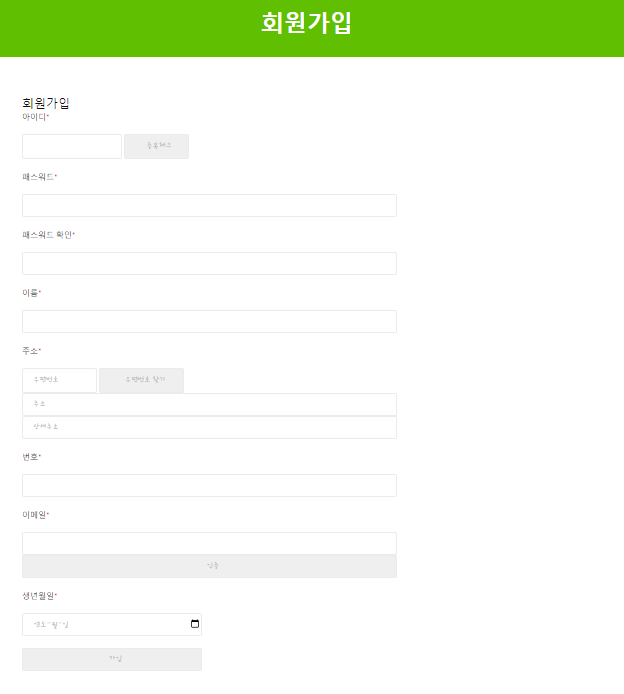 회원가입
회원가입
아이디*
중복체크
패스워드*
패스워드 확인*
이름*
주소*
우편번호 우편번호 찾기
주소
상세주소
번호*
이메일*
인증
생년월일*
연도-월-일
가입